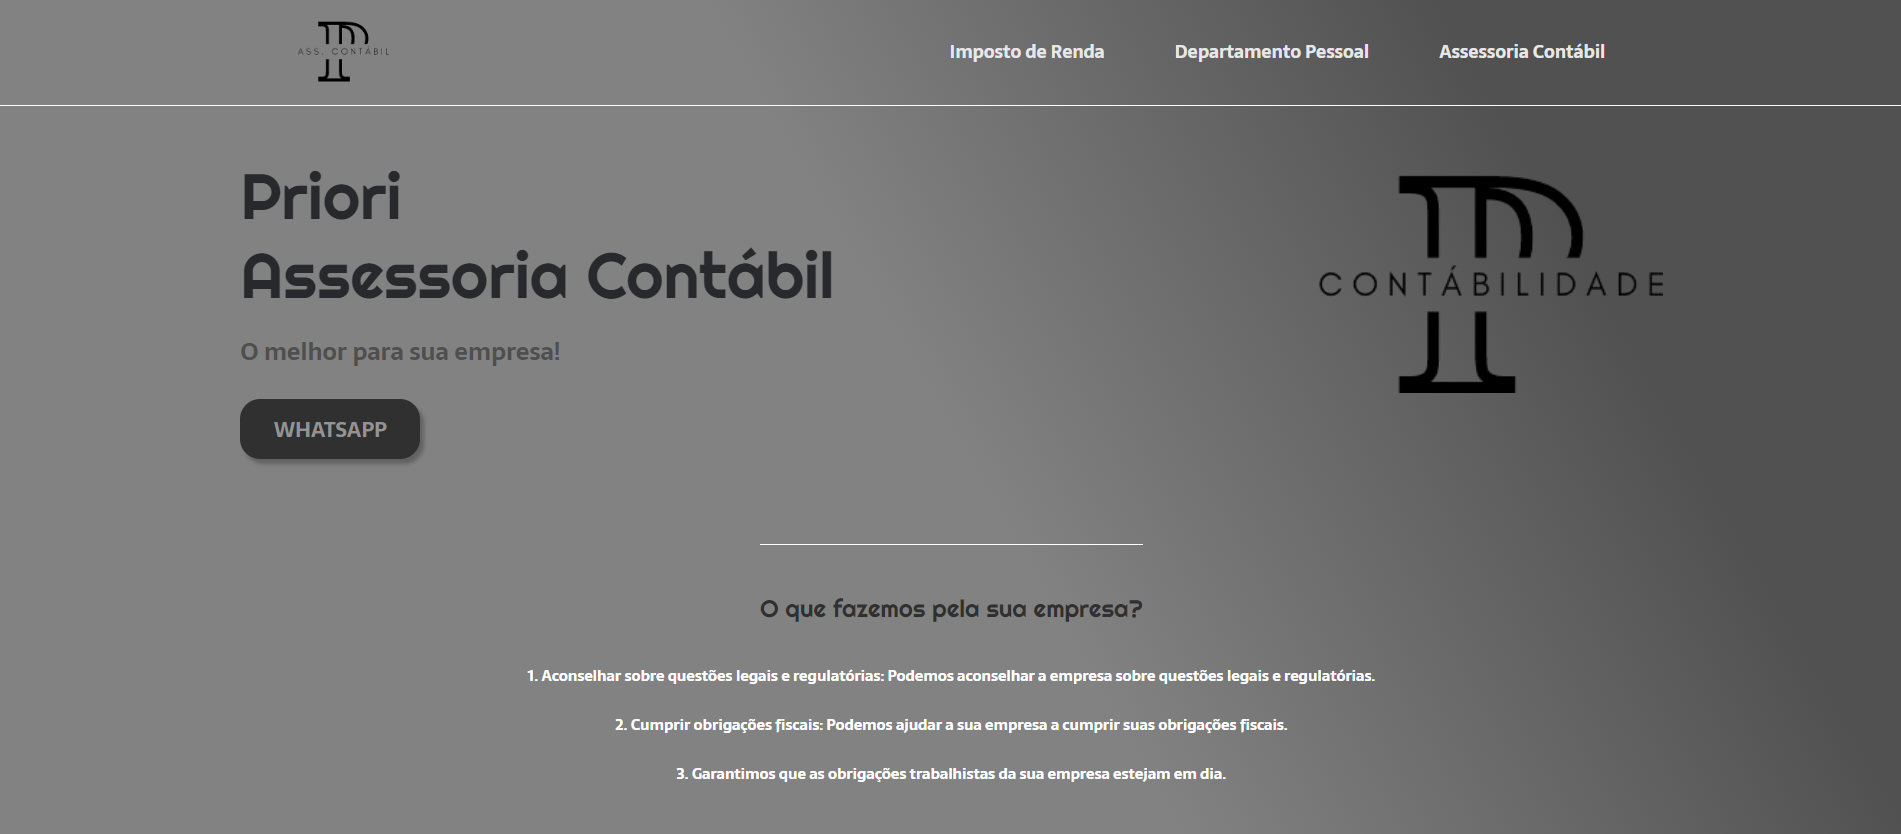 ASS. CONTÁBIL
Imposto de Renda
Departamento Pessoal
Assessoria Contábil
Priori
Assessoria Contábil
O melhor para sua empresa!
WHATSAPP
CONTÁBILIDADE
O que fazemos pela sua empresa?
1. Aconselhar sobre questões legais e regulatórias: Podemos aconselhar a empresa sobre questões legais e regulatórias.
2. Cumprir obrigações fiscais: Podemos ajudar a sua empresa a cumprir suas obrigações fiscais.
3. Garantimos que as obrigações trabalhistas da sua empresa estejam em dia.